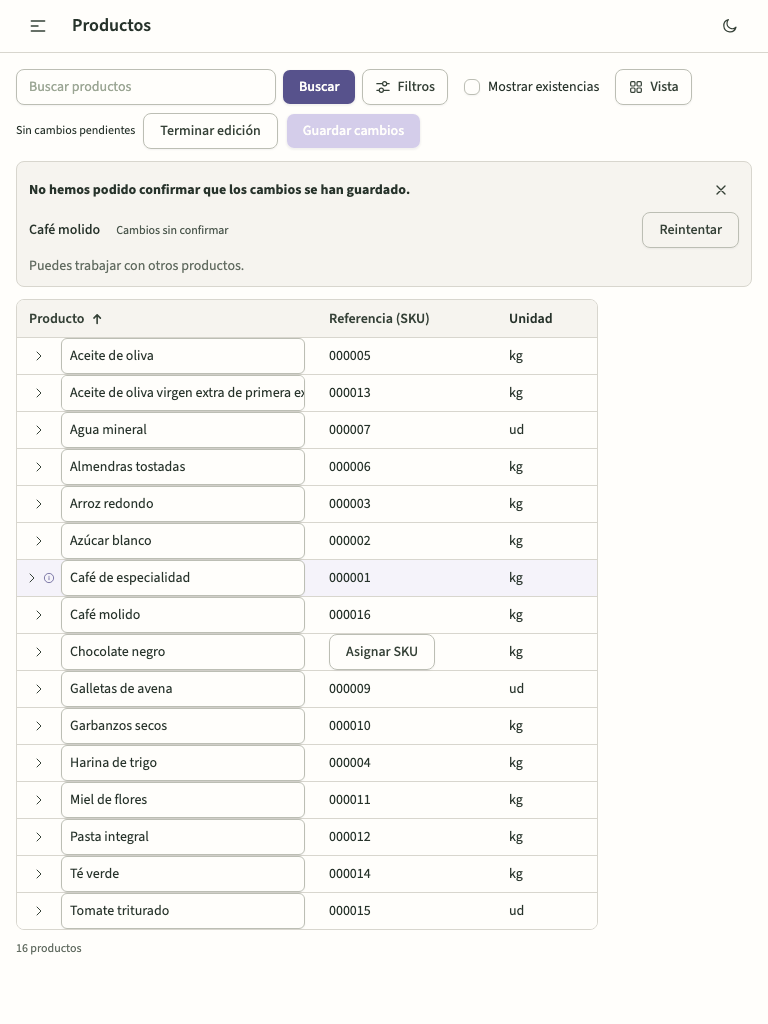 Productos
Buscar productos
Buscar
Filtros
Mostrar existencias
Vista
Sin cambios pendientes
Terminar edición
Guardar cambios
No hemos podido confirmar que los cambios se han guardado.
Café molido Cambios sin confirmar
Reintentar
Puedes trabajar con otros productos.
Producto Referencia (SKU) Unidad
Aceite de oliva 000005 kg
Aceite de oliva virgen extra de primera ex 000013 kg
Agua mineral 000007 ud
Almendras tostadas 000006 kg
Arroz redondo 000003 kg
Azúcar blanco 000002 kg
Café de especialidad 000001 kg
Café molido 000016 kg
Chocolate negro Asignar SKU kg
Galletas de avena 000009 ud
Garbanzos secos 000010 kg
Harina de trigo 000004 kg
Miel de flores 000011 kg
Pasta integral 000012 kg
Té verde 000014 kg
Tomate triturado 000015 ud
16 productos